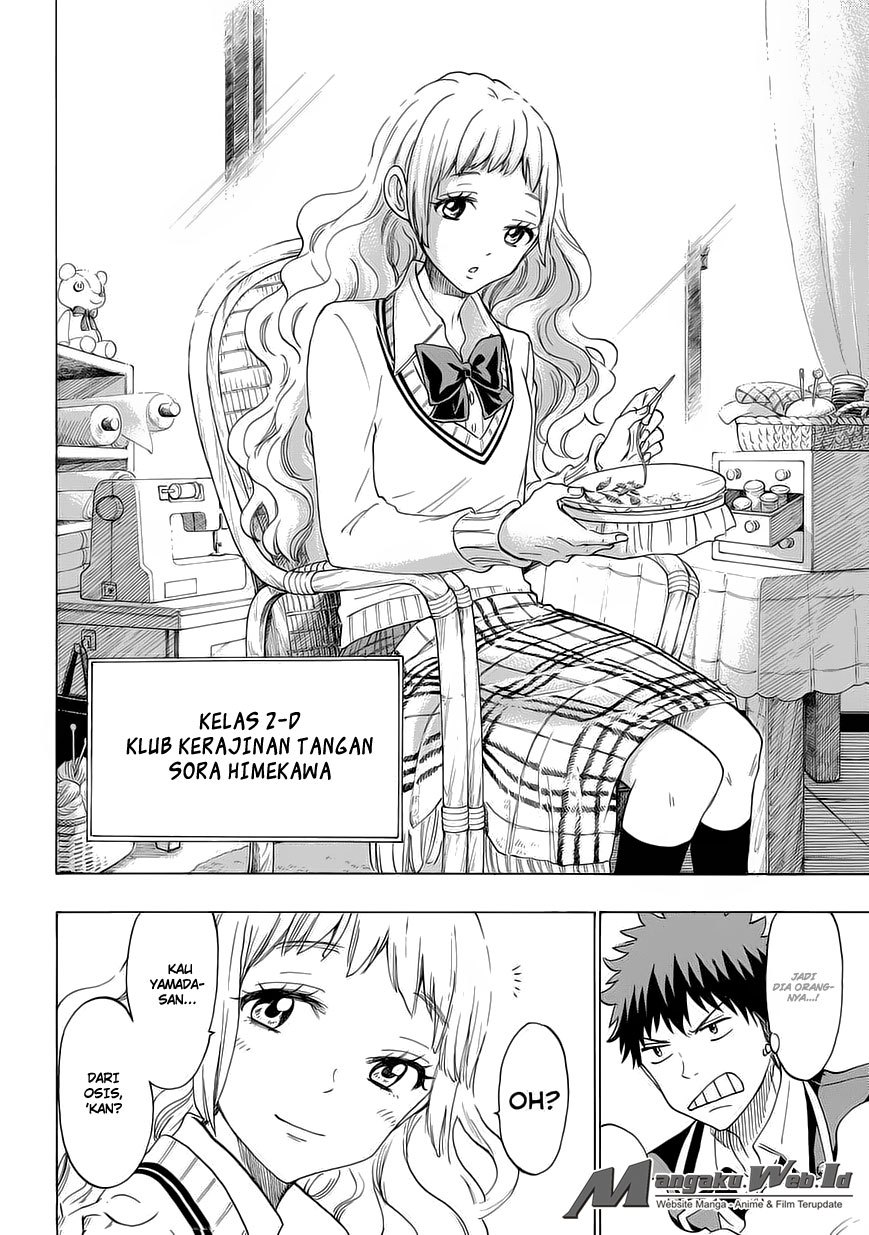 KELAS 2-D
KLUB KERAJINAN TANGAN
SORA HIMEKAWA
JADI
DIA ORANG-
NYA...!
OH?
KAU
YAMADA-
SAN...
DARI
OSIS,
'KAN?
Mangaku.Web.Id
Website Manga - Anime & Film Terupdate